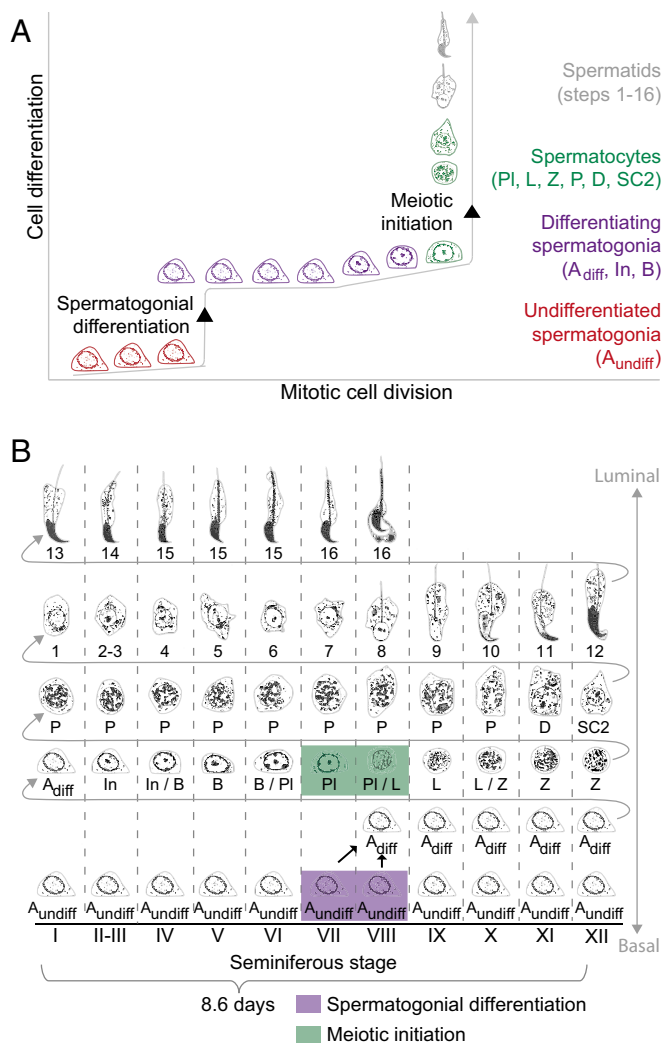 A
Cell differentiation
Spermatids
(steps 1-16)
Spermatocytes
(Pl, L, Z, P, D, SC2)
Meiotic
initiation
Differentiating
spermatogonia
(Adiff, In, B)
Spermatogonial
differentiation
Undifferentiated
spermatogonia
(Aundiff)
Mitotic cell division
B
Luminal
13 14 15 15 15 16 16
1 2-3 4 5 6 7 8 9 10 11 12
P P P P P P P P P D SC2
Adiff In In / B B B / Pl Pl Pl / L L L / Z Z Z
Adiff Adiff Adiff Adiff Adiff
Aundiff Aundiff Aundiff Aundiff Aundiff Aundiff Aundiff Aundiff Aundiff Aundiff Aundiff
I II-III IV V VI VII VIII IX X XI XII
Basal
Seminiferous stage
8.6 days
Spermatogonial differentiation
Meiotic initiation